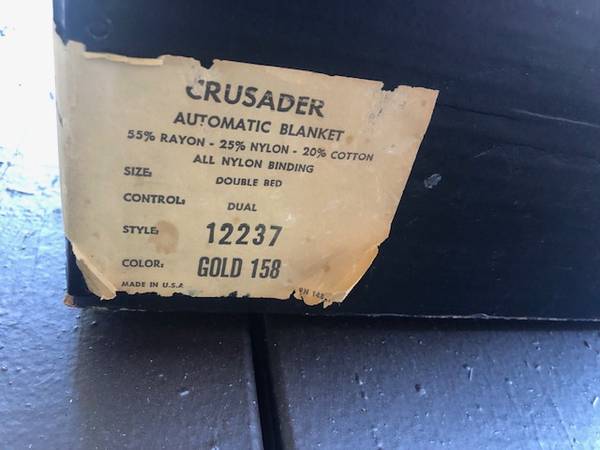 CRUSADER
AUTOMATIC BLANKET
55% RAYON - 25% NYLON - 20% COTTON
ALL NYLON BINDING
SIZE: DOUBLE BED
CONTROL: DUAL
STYLE: 12237
COLOR: GOLD 158
MADE IN U.S.A.